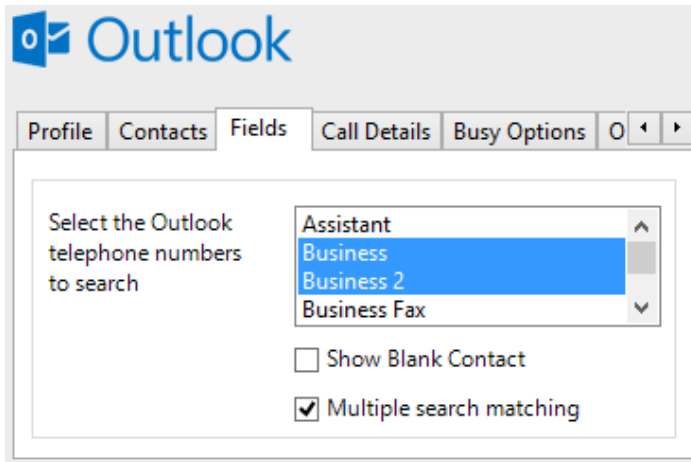 Outlook
Profile Contacts Fields Call Details Busy Options O
Select the Outlook
telephone numbers
to search
Assistant
Business
Business 2
Business Fax
Show Blank Contact
Multiple search matching